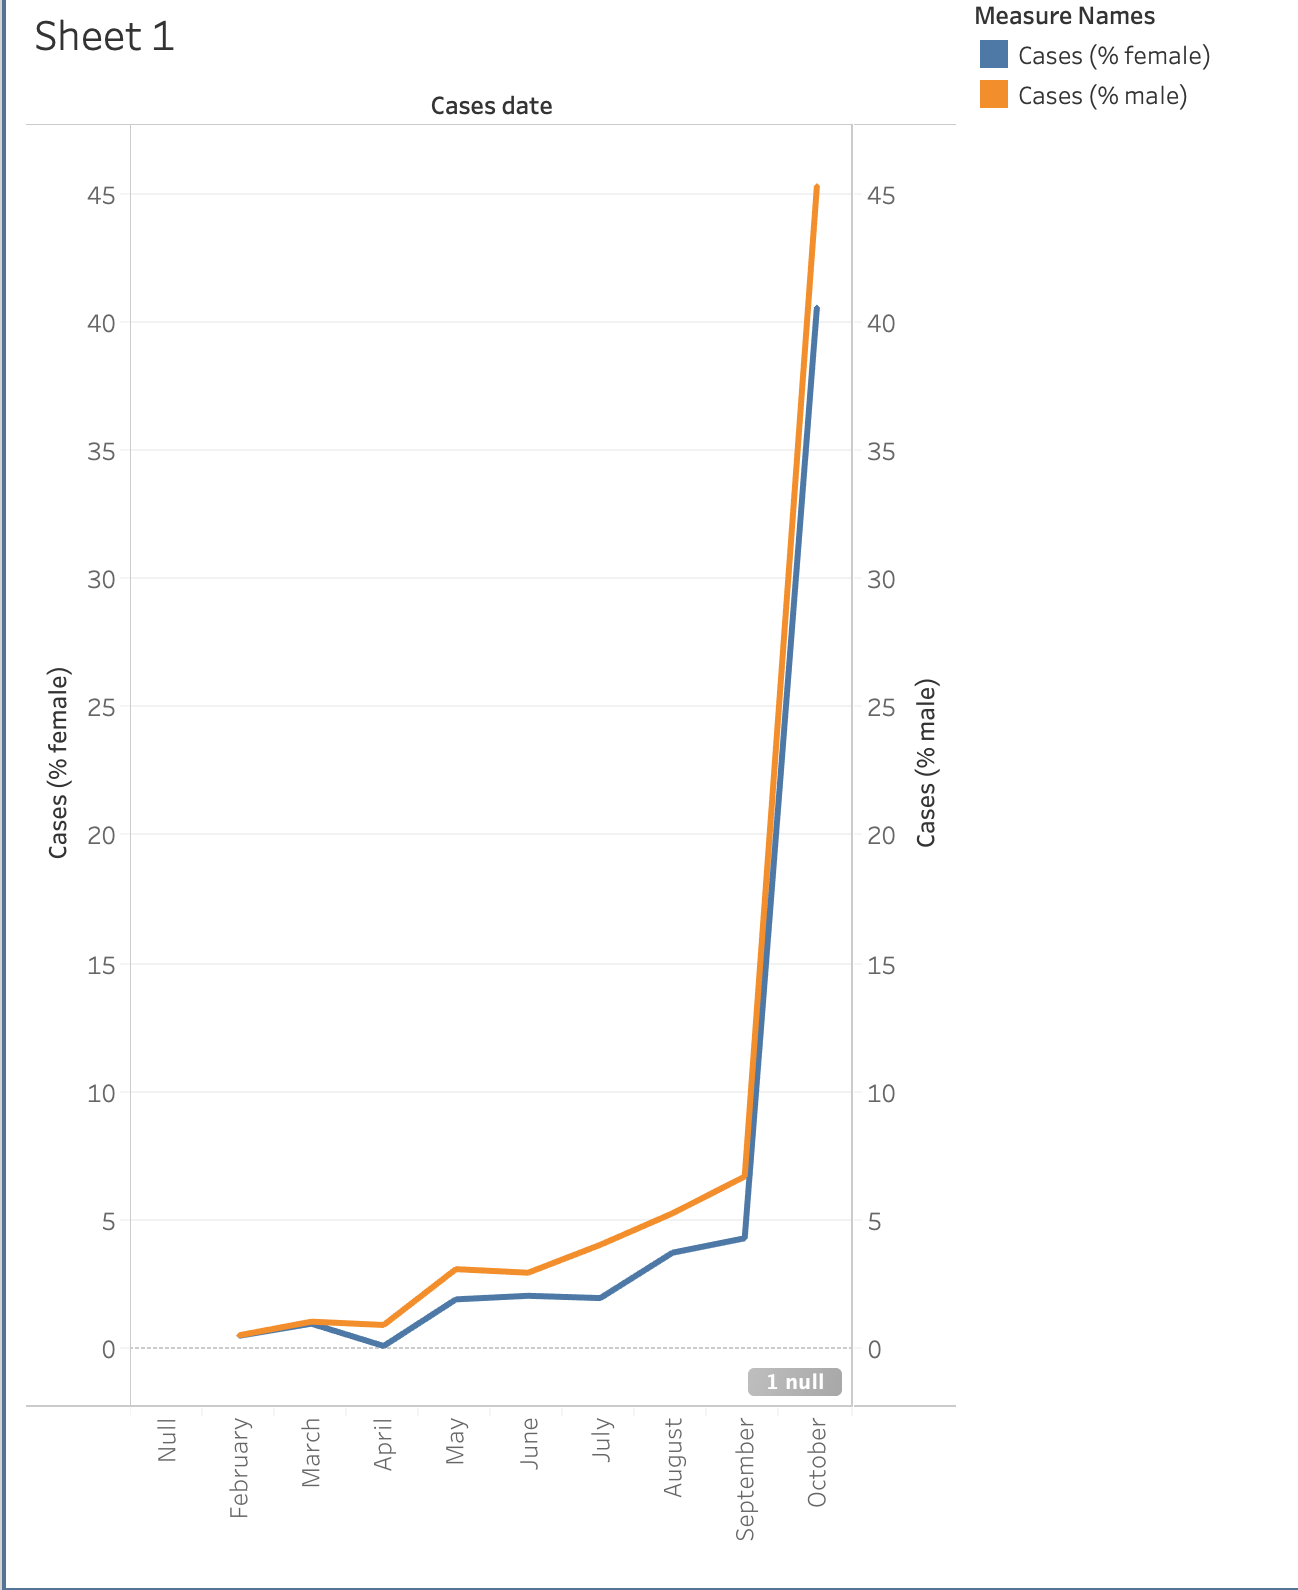 Sheet 1
Measure Names
Cases (% female)
Cases (% male)
Cases date
45
40
35
30
25
20
15
10
5
0
Cases (% female)
45
40
35
30
25
20
15
10
5
0
Cases (% male)
1 null
Null
February
March
April
May
June
July
August
September
October